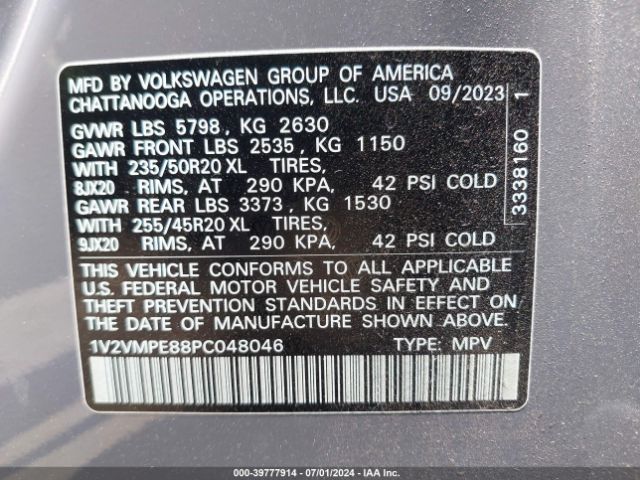 MFD BY VOLKSWAGEN GROUP OF AMERICA
CHATTANOOGA OPERATIONS, LLC. USA 09/2023
GVWR LBS 5798, KG 2630
GAWR FRONT LBS 2535, KG 1150
WITH 235/50R20 XL TIRES,
8JX20 RIMS, AT 290 KPA, 42 PSI COLD
GAWR REAR LBS 3373, KG 1530
WITH 255/45R20 XL TIRES,
9JX20 RIMS, AT 290 KPA, 42 PSI COLD
THIS VEHICLE CONFORMS TO ALL APPLICABLE
U.S. FEDERAL MOTOR VEHICLE SAFETY AND
THEFT PREVENTION STANDARDS IN EFFECT ON
THE DATE OF MANUFACTURE SHOWN ABOVE.
1V2VMPE88PC048046 TYPE: MPV
3338160 1
000-39777914 / 07/01/2024 / IAA Inc.